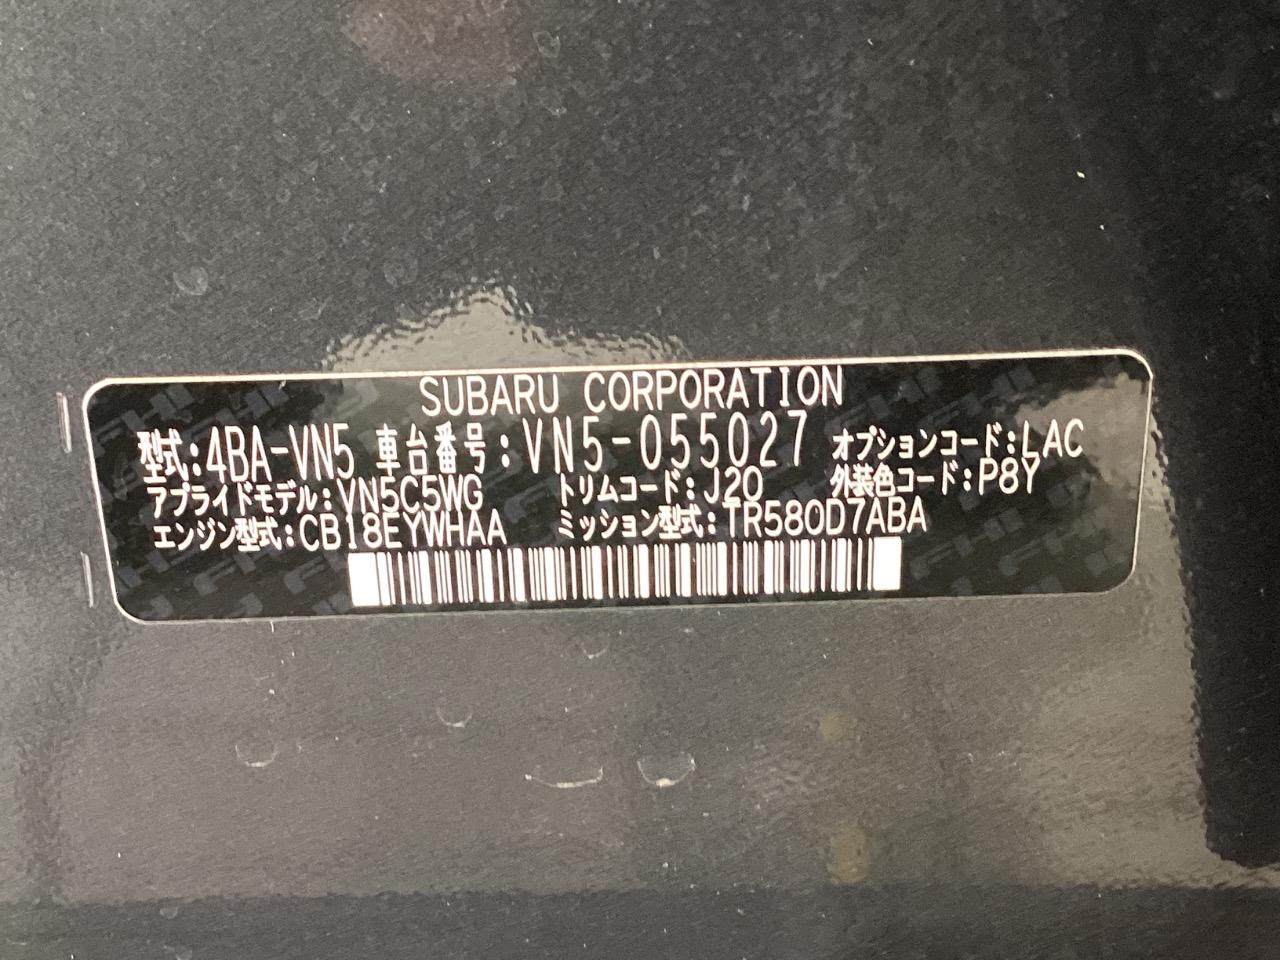 SUBARU CORPORATION
型式:4BA-VN5 車台番号:VN5-055027 オプションコード:LAC
アプライドモデル:VN5C5WG トリムコード:J20 外装色コード:P8Y
エンジン型式:CB18EYWHAA ミッション型式:TR580D7ABA